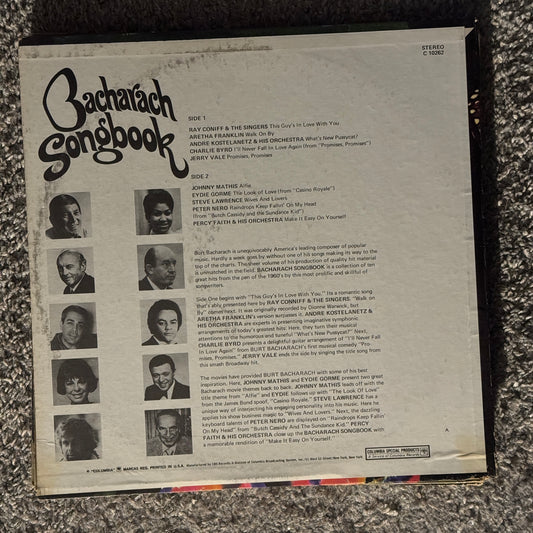 Bacharach
Songbook
STEREO
C 10262
SIDE 1
RAY CONIFF & THE SINGERS This Guy's In Love With You
ARETHA FRANKLIN Walk On By
ANDRE KOSTELANETZ & HIS ORCHESTRA What's New Pussycat?
CHARLIE BYRD I'll Never Fall In Love Again (from "Promises, Promises")
JERRY VALE Promises, Promises
SIDE 2
JOHNNY MATHIS Alfie
EYDIE GORME The Look of Love (from "Casino Royale")
STEVE LAWRENCE Wives And Lovers
PETER NERO Raindrops Keep Fallin' On My Head
(from "Butch Cassidy and the Sundance Kid")
PERCY FAITH & HIS ORCHESTRA Make It Easy On Yourself
Burt Bacharach is unequivocably America's leading composer of popular
music. Hardly a week goes by without one of his songs making its way to the
top of the charts. The sheer volume of his production of quality hit material
is unmatched in the field. BACHARACH SONGBOOK is a collection of ten
great hits from the pen of the 1960's by this most prolific and skillful of
songwriters.
Side One begins with "This Guy's In Love With You." Its a romantic song
that's ably presented here by RAY CONNIFF & THE SINGERS. "Walk on
By" comes next. It was originally recorded by Dionne Warwick, but
ARETHA FRANKLIN'S version surpasses it. ANDRE KOSTELANETZ &
HIS ORCHESTRA are experts in presenting imaginative symphonic
arrangements of today's greatest hits. Here, they turn their musical
attentions to the humorous and tuneful "What's New Pussycat?" Next,
CHARLIE BYRD presents a delightful guitar arrangement of "I'll Never
Fall In Love Again" from BURT BACHARACH'S first musical comedy "Pro-
mises, Promises." JERRY VALE ends the side by singing the title song from
this smash Broadway hit.
The movies have provided BURT BACHARACH with some of his best
inspiration. Here, JOHNNY MATHIS and EYDIE GORME present two great
Bacharach movie themes back to back. JOHNNY MATHIS leads off with the
title theme from "Alfie" and EYDIE follows up with "The Look Of Love"
from the James Bond spoof, "Casino Royale." STEVE LAWRENCE has a
unique way of interpreting his engaging personality into his music. Here he
applies his show business magic to "Wives And Lovers." Next, the dazzling
keyboard talents of PETER NERO are displayed on "Raindrops Keep Fallin'
On My Head" from "Butch Cassidy And The Sundance Kid." PERCY
FAITH & HIS ORCHESTRA close up the BACHARACH SONGBOOK with
a memorable rendition of "Make It Easy On Yourself."
A
"COLUMBIA" MARCAS REG. PRINTED IN U.S.A.
COLUMBIA SPECIAL PRODUCTS
A Service of Columbia Records